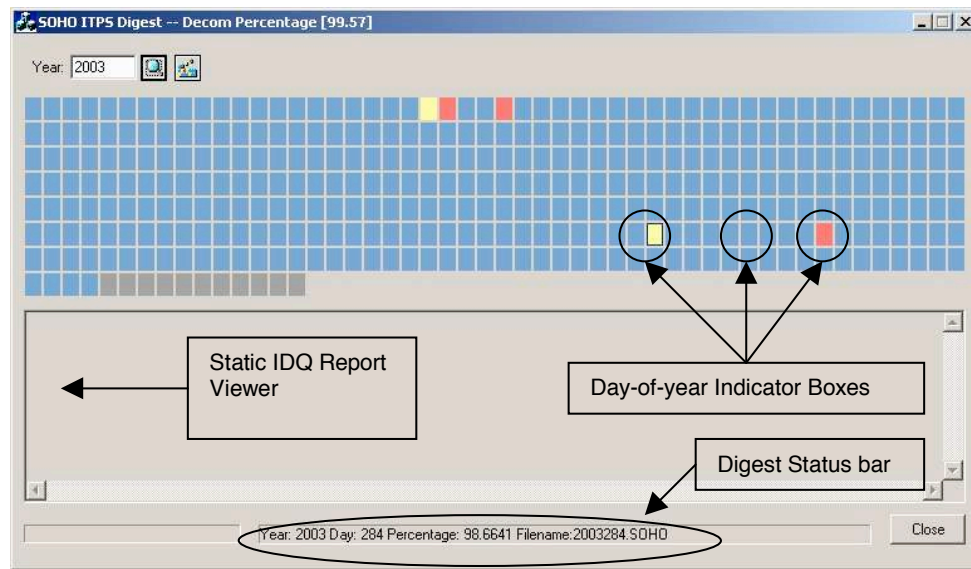 SOHO ITPS Digest -- Decom Percentage [99.57]
Year: 2003
Static IDQ Report
Viewer
Day-of-year Indicator Boxes
Digest Status bar
Year: 2003 Day: 284 Percentage: 98.6641 Filename:2003284.SOHO
Close